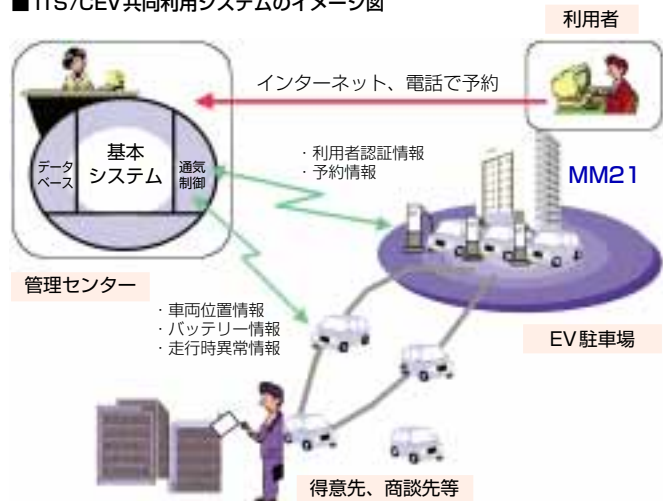 ■ ITS/CEV共同利用システムのイメージ図
利用者
インターネット、電話で予約
データ
ベース
基本
システム
通気
制御
・利用者認証情報
・予約情報
MM21
管理センター
・車両位置情報
・バッテリー情報
・走行時異常情報
EV駐車場
得意先、商談先等